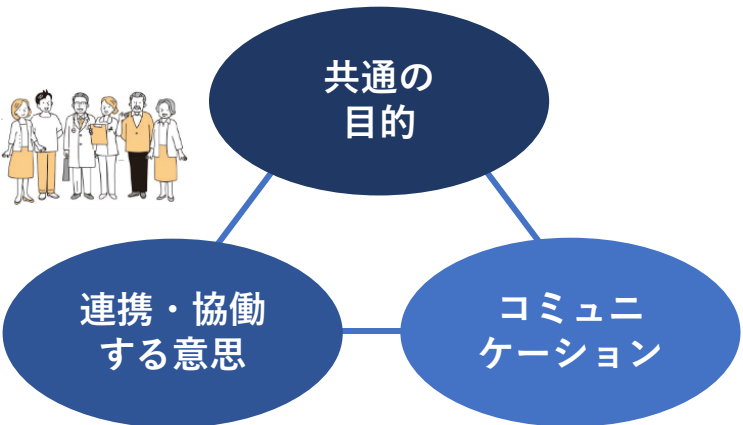 共通の
目的
連携・協働
する意思
コミュニ
ケーション